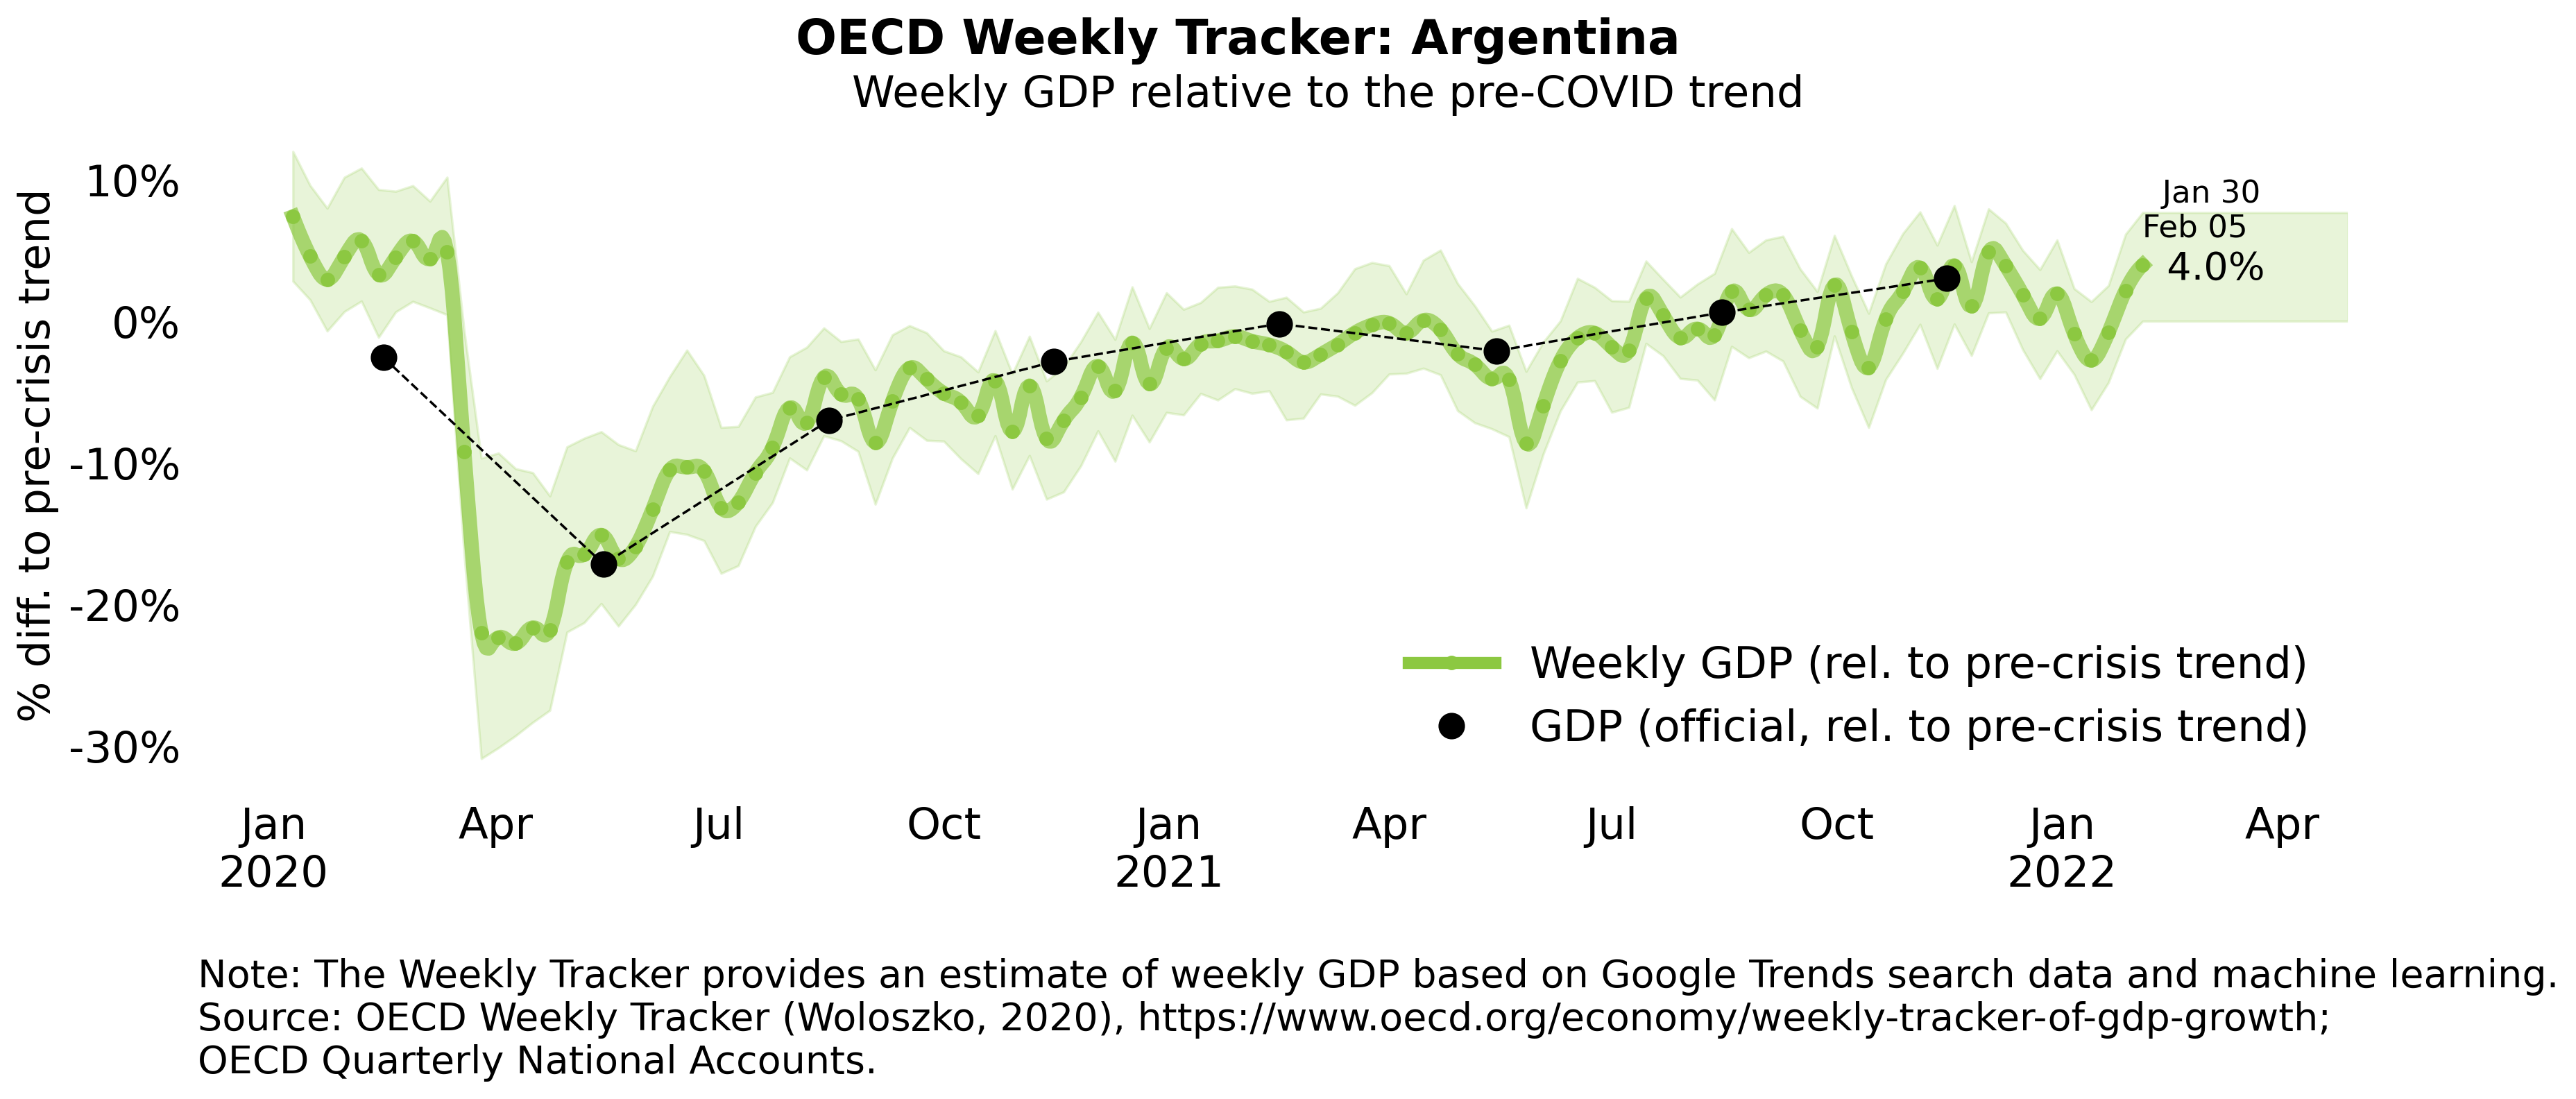 OECD Weekly Tracker: Argentina
Weekly GDP relative to the pre-COVID trend
% diff. to pre-crisis trend
10%
0%
-10%
-20%
-30%
Jan 30
Feb 05
4.0%
Weekly GDP (rel. to pre-crisis trend)
GDP (official, rel. to pre-crisis trend)
Jan Apr Jul Oct Jan Apr Jul Oct Jan Apr
2020 2021 2022
Note: The Weekly Tracker provides an estimate of weekly GDP based on Google Trends search data and machine learning.
Source: OECD Weekly Tracker (Woloszko, 2020), https://www.oecd.org/economy/weekly-tracker-of-gdp-growth;
OECD Quarterly National Accounts.